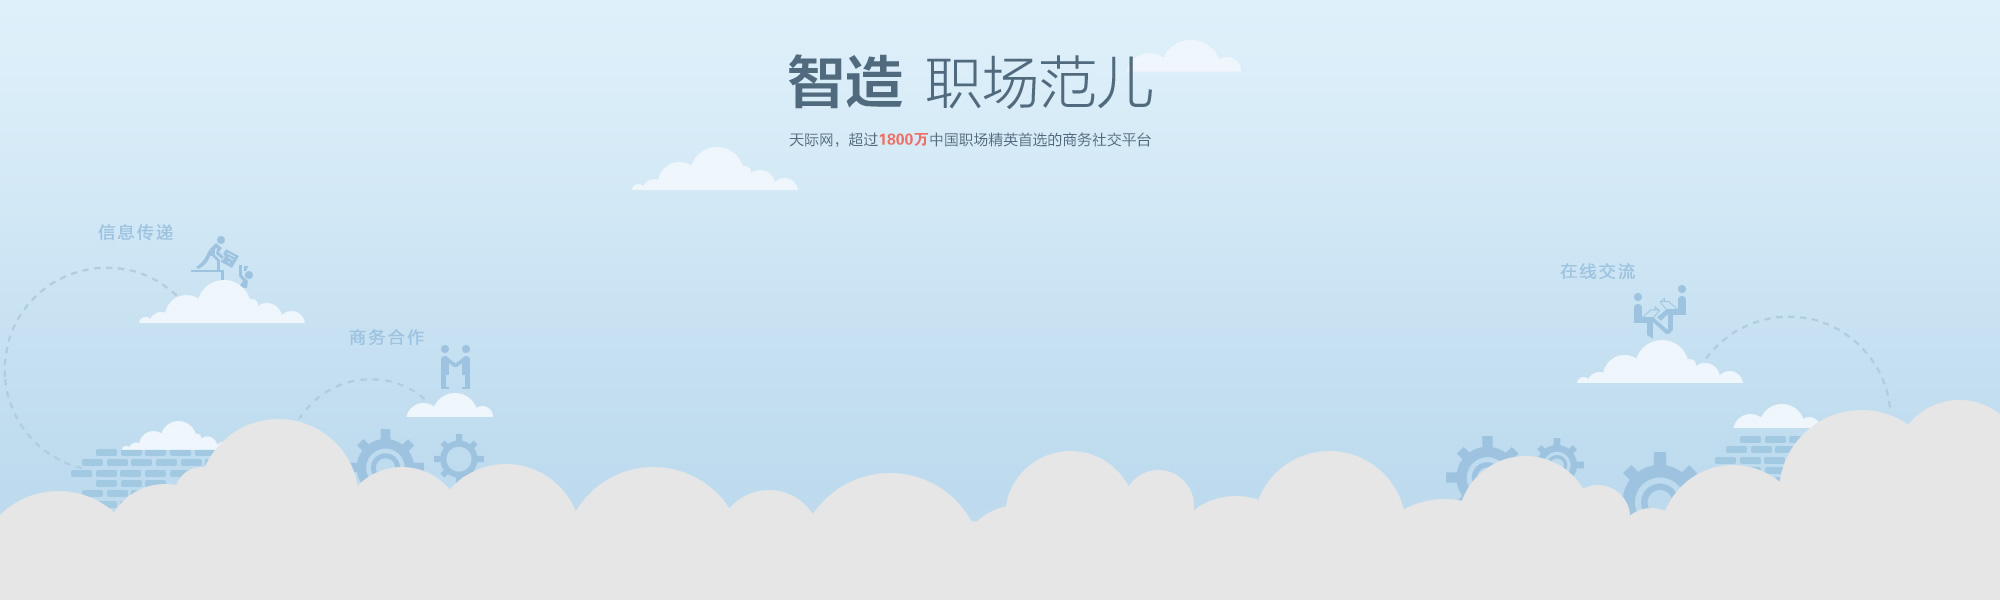 智造 职场范儿
天际网，超过1800万中国职场精英首选的商务社交平台
信息传递
在线交流
商务合作